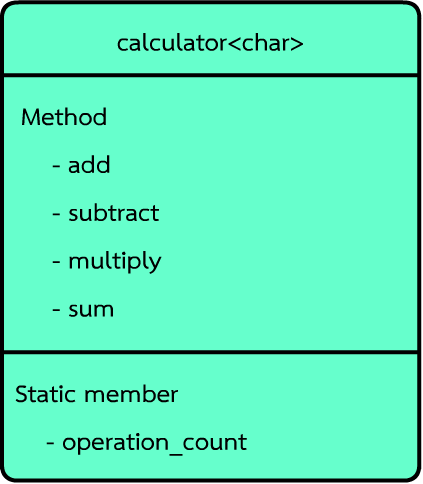 calculator<char>
Method
- add
- subtract
- multiply
- sum
Static member
- operation_count